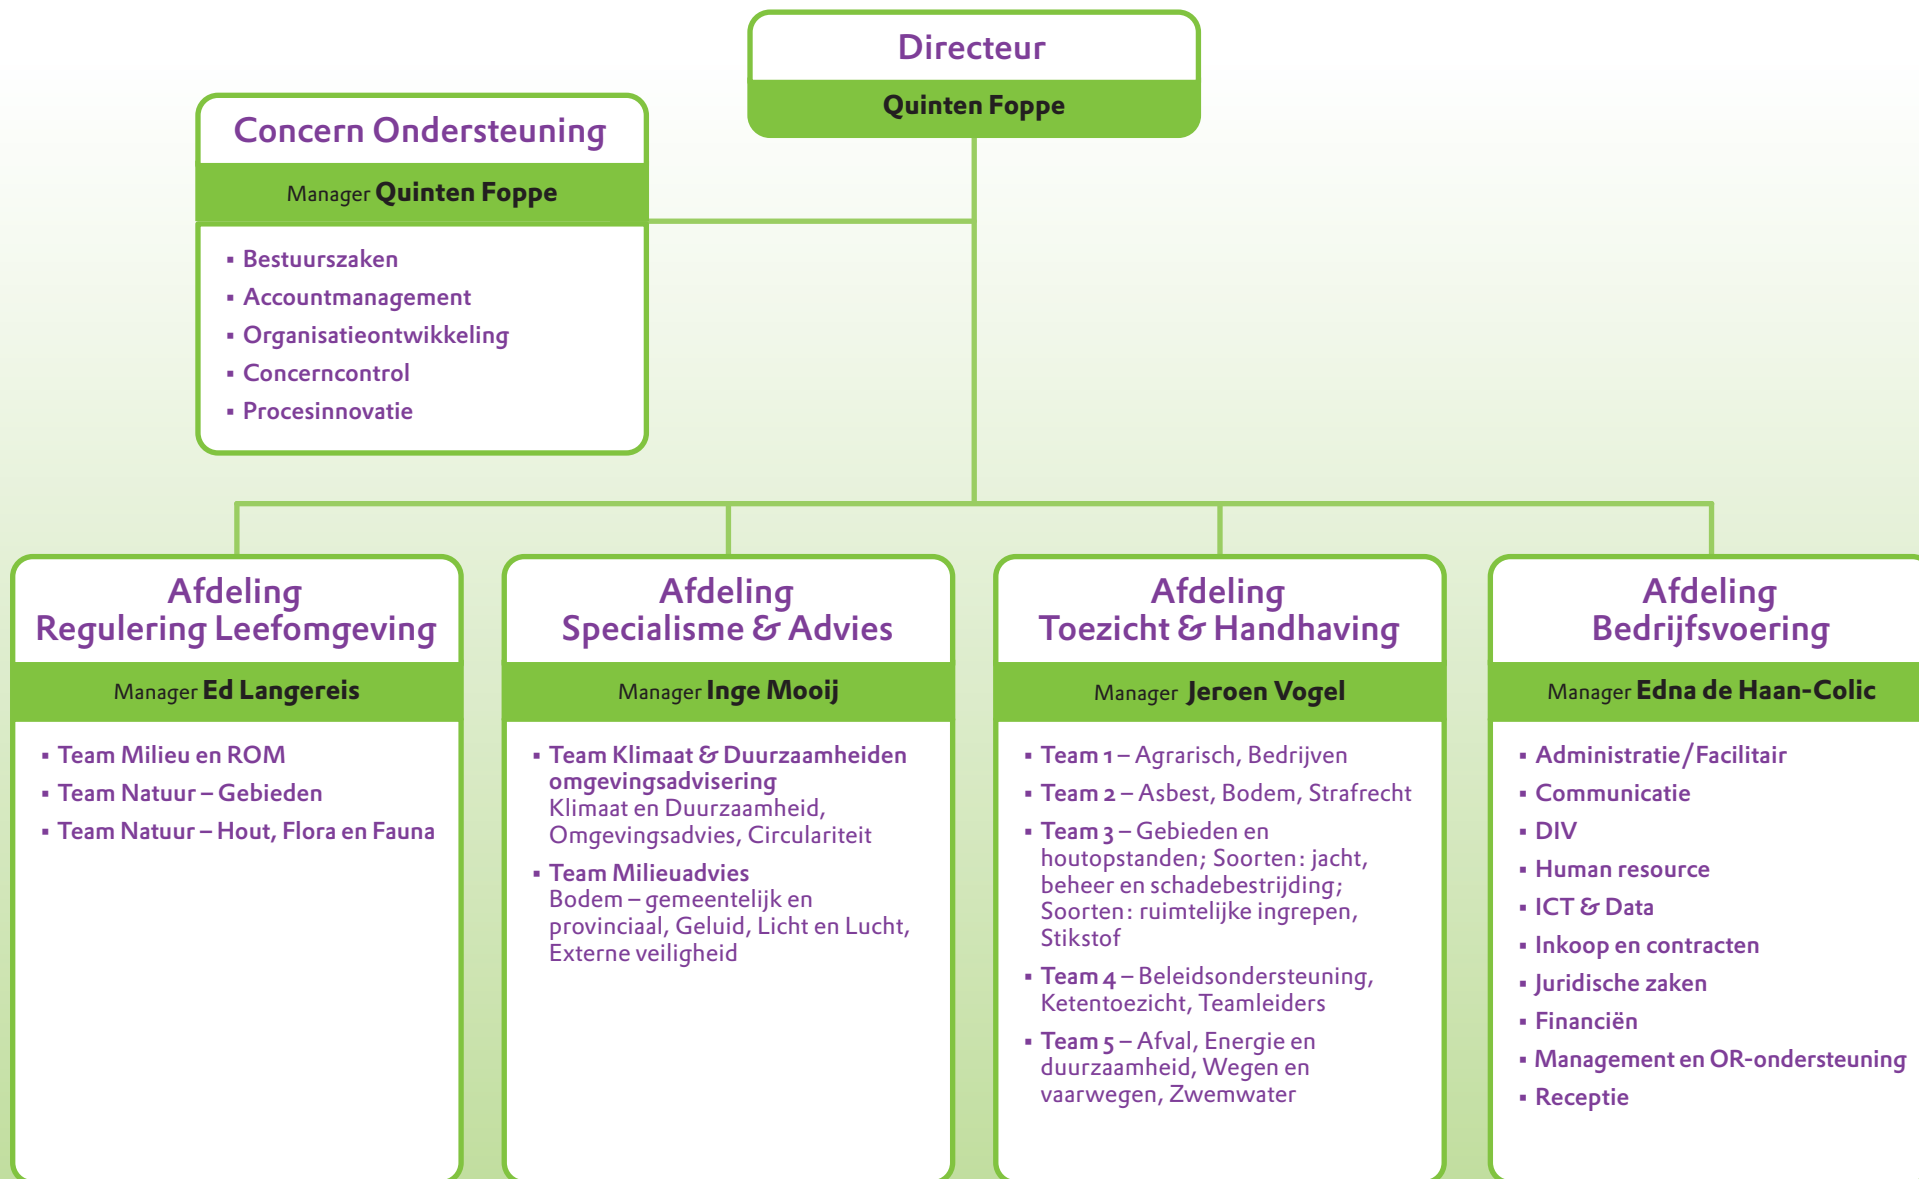 Directeur
Quinten Foppe
Concern Ondersteuning
Manager Quinten Foppe
▪ Bestuurszaken
▪ Accountmanagement
▪ Organisatieontwikkeling
▪ Concerncontrol
▪ Procesinnovatie
Afdeling
Regulering Leefomgeving
Manager Ed Langereis
▪ Team Milieu en ROM
▪ Team Natuur – Gebieden
▪ Team Natuur – Hout, Flora en Fauna
Afdeling
Specialisme & Advies
Manager Inge Mooij
▪ Team Klimaat & Duurzaamheiden
omgevingsadvisering
Klimaat en Duurzaamheid,
Omgevingsadvies, Circulariteit
▪ Team Milieuadvies
Bodem – gemeentelijk en
provinciaal, Geluid, Licht en Lucht,
Externe veiligheid
Afdeling
Toezicht & Handhaving
Manager Jeroen Vogel
▪ Team 1 – Agrarisch, Bedrijven
▪ Team 2 – Asbest, Bodem, Strafrecht
▪ Team 3 – Gebieden en
houtopstanden; Soorten: jacht,
beheer en schadebestrijding;
Soorten: ruimtelijke ingrepen,
Stikstof
▪ Team 4 – Beleidsondersteuning,
Ketentoezicht, Teamleiders
▪ Team 5 – Afval, Energie en
duurzaamheid, Wegen en
vaarwegen, Zwemwater
Afdeling
Bedrijfsvoering
Manager Edna de Haan-Colic
▪ Administratie/Facilitair
▪ Communicatie
▪ DIV
▪ Human resource
▪ ICT & Data
▪ Inkoop en contracten
▪ Juridische zaken
▪ Financiën
▪ Management en OR-ondersteuning
▪ Receptie